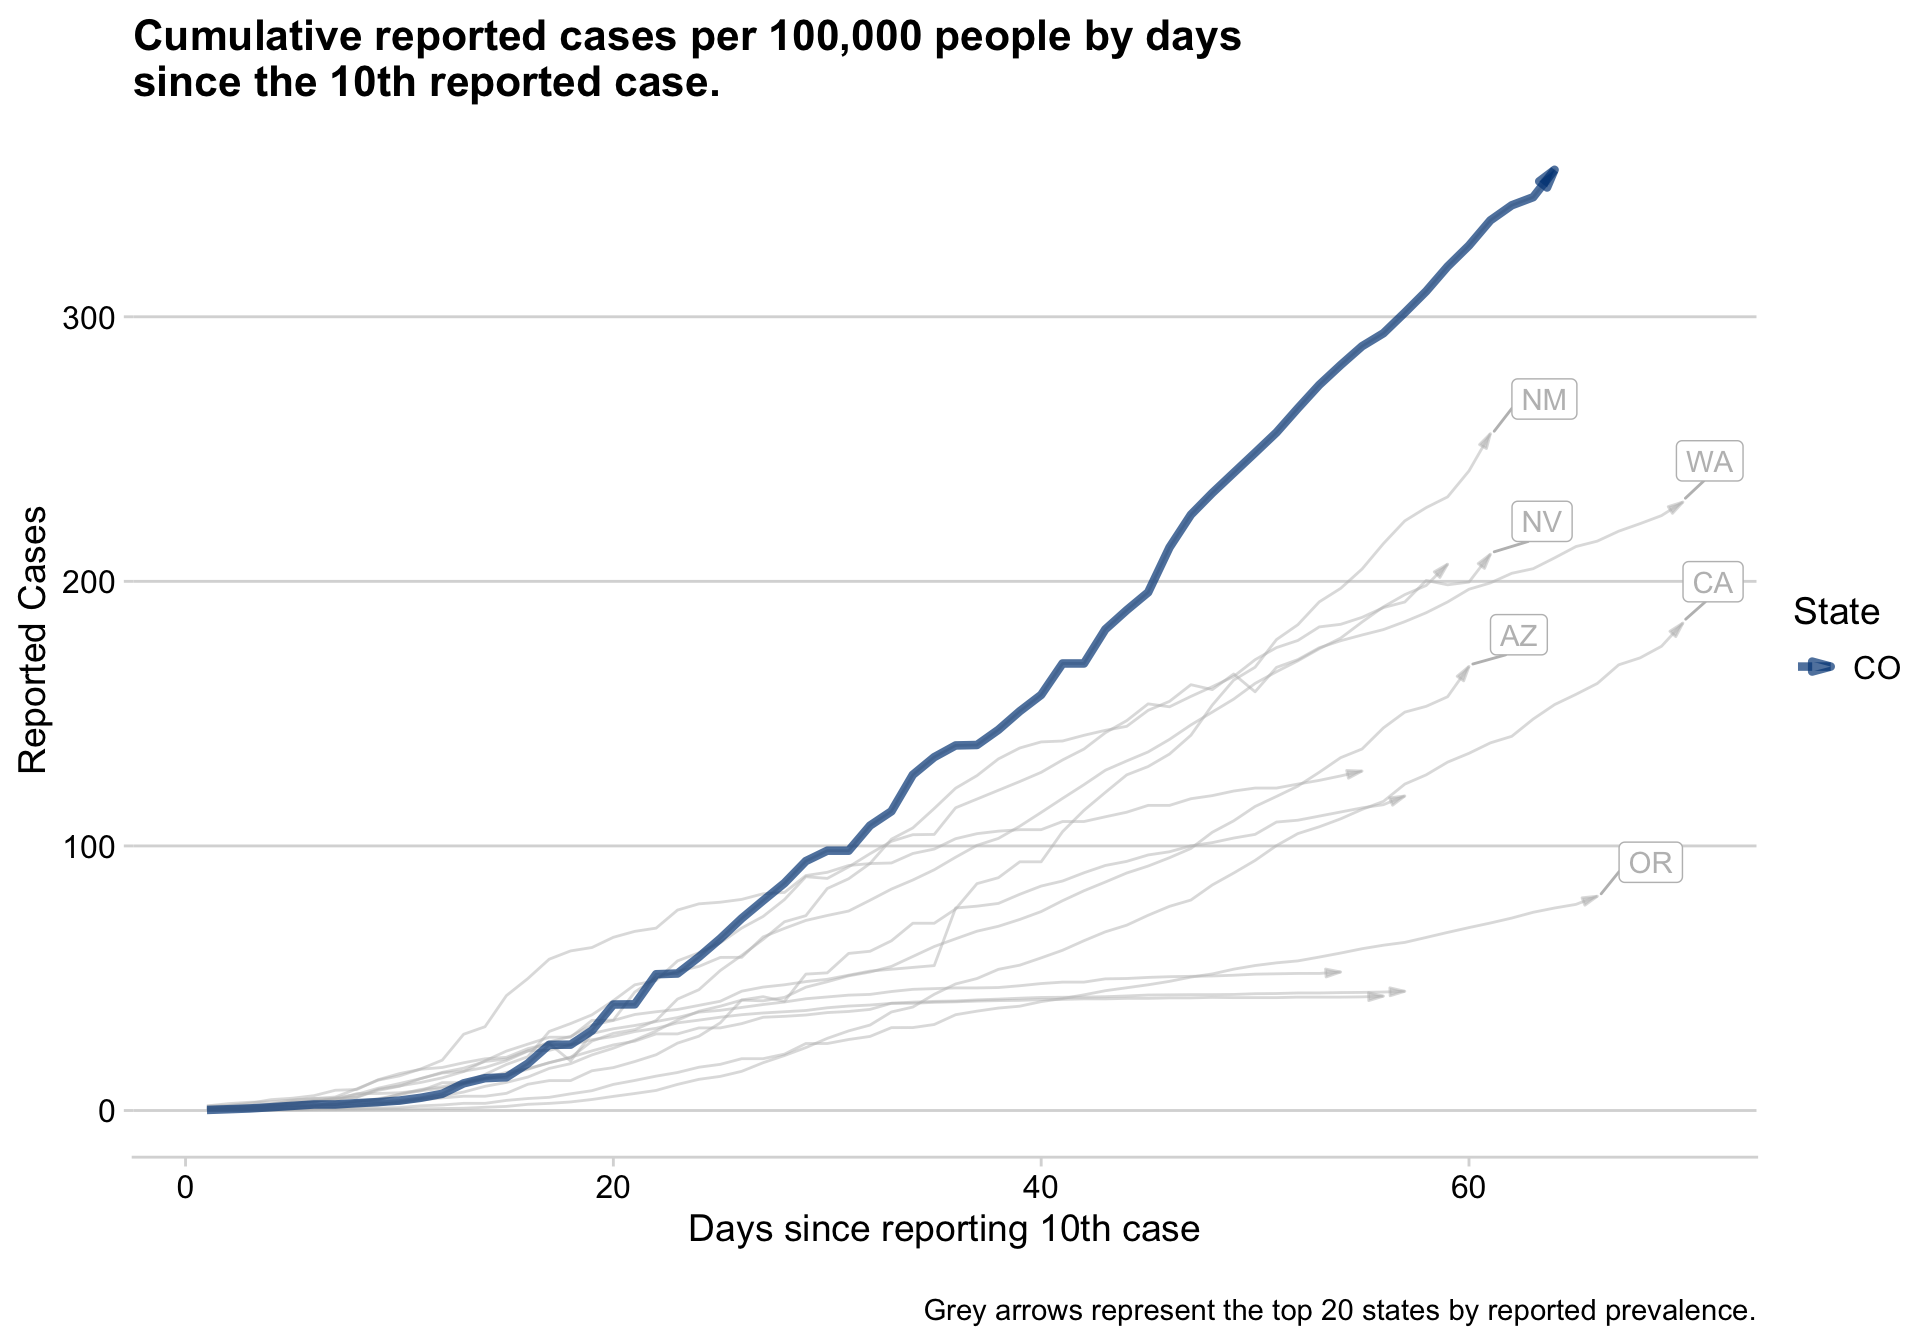 Cumulative reported cases per 100,000 people by days
since the 10th reported case.
Reported Cases
300
200
100
0
NM
WA
NV
CA
AZ
OR
State
CO
0 20 40 60
Days since reporting 10th case
Grey arrows represent the top 20 states by reported prevalence.